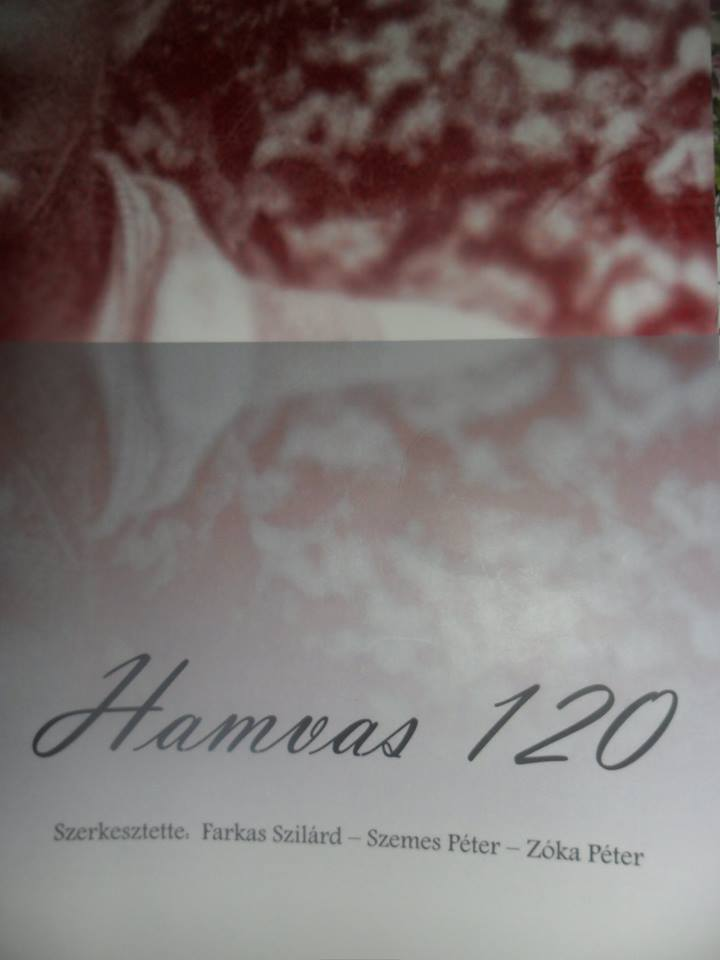 Hamvas 120
Szerkesztette: Farkas Szilárd – Szemes Péter – Zóka Péter